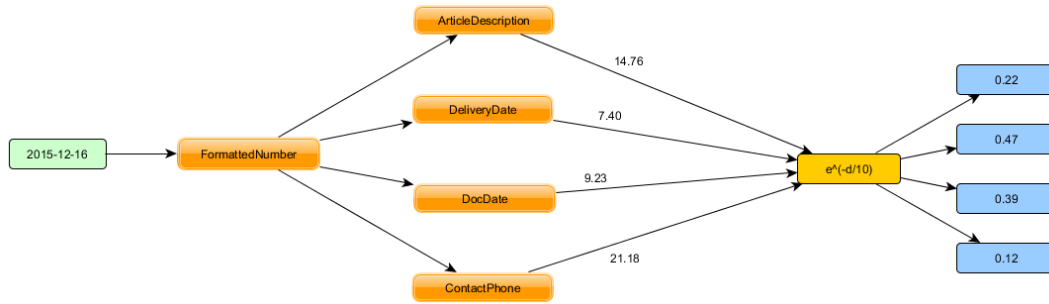 ArticleDescription
14.76
0.22
DeliveryDate
7.40
0.47
2015-12-16
FormattedNumber
e^(-d/10)
9.23
DocDate
0.39
21.18
0.12
ContactPhone